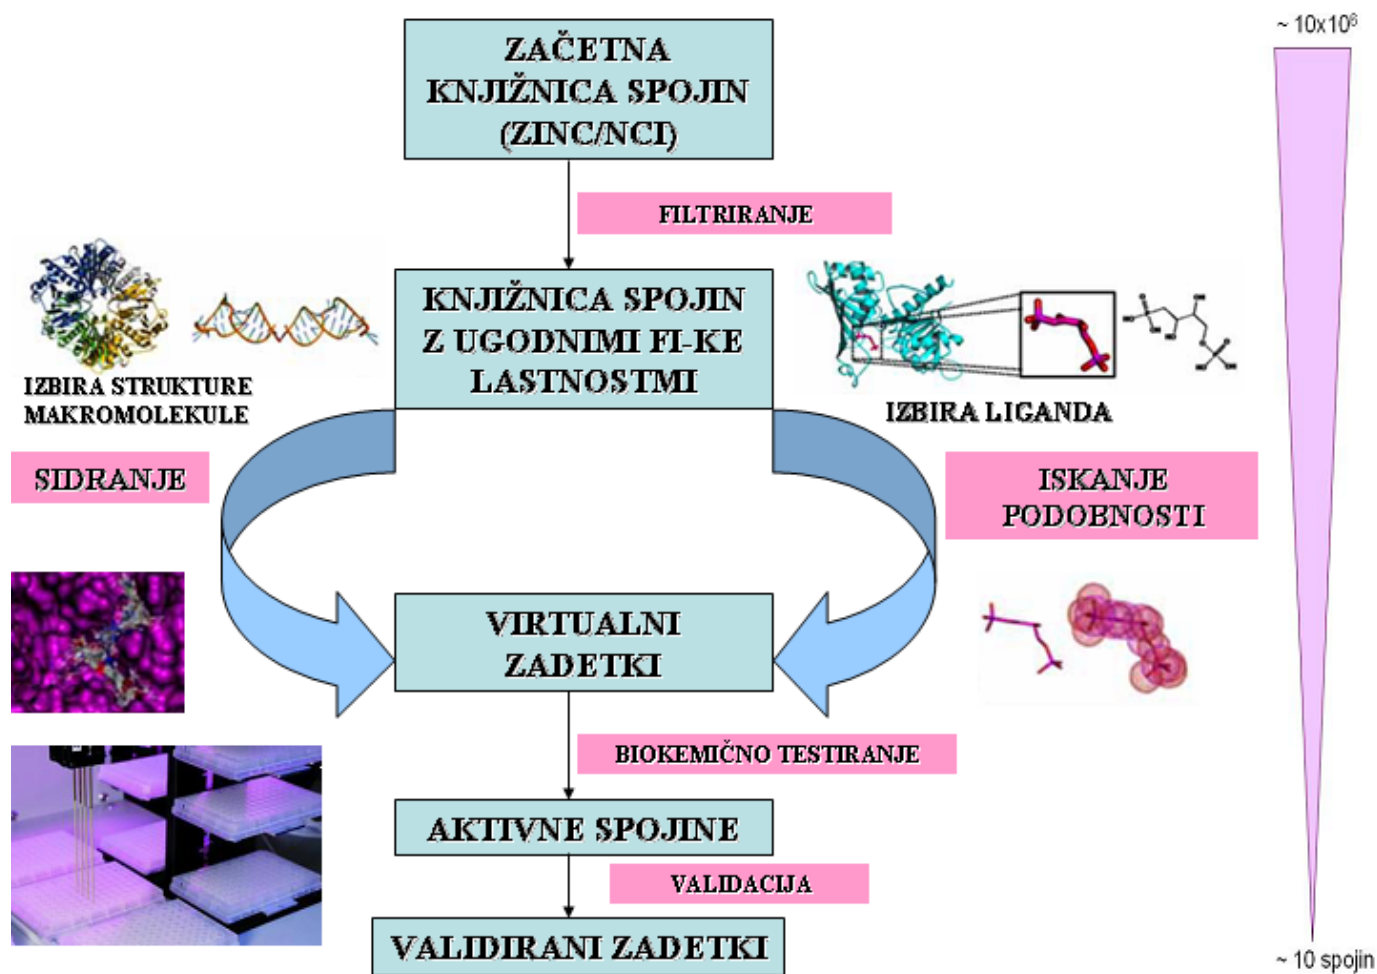 ~ 10x10⁶
ZAČETNA
KNJIŽNICA SPOJIN
(ZINC/NCI)
FILTRIRANJE
KNJIŽNICA SPOJIN
Z UGODNIMI FI-KE
LASTNOSTMI
IZBIRA STRUKTURE
MAKROMOLEKULE
IZBIRA LIGANDA
SIDRANJE
ISKANJE
PODOBNOSTI
VIRTUALNI
ZADETKI
BIOKEMIČNO TESTIRANJE
AKTIVNE SPOJINE
VALIDACIJA
VALIDIRANI ZADETKI
~ 10 spojin